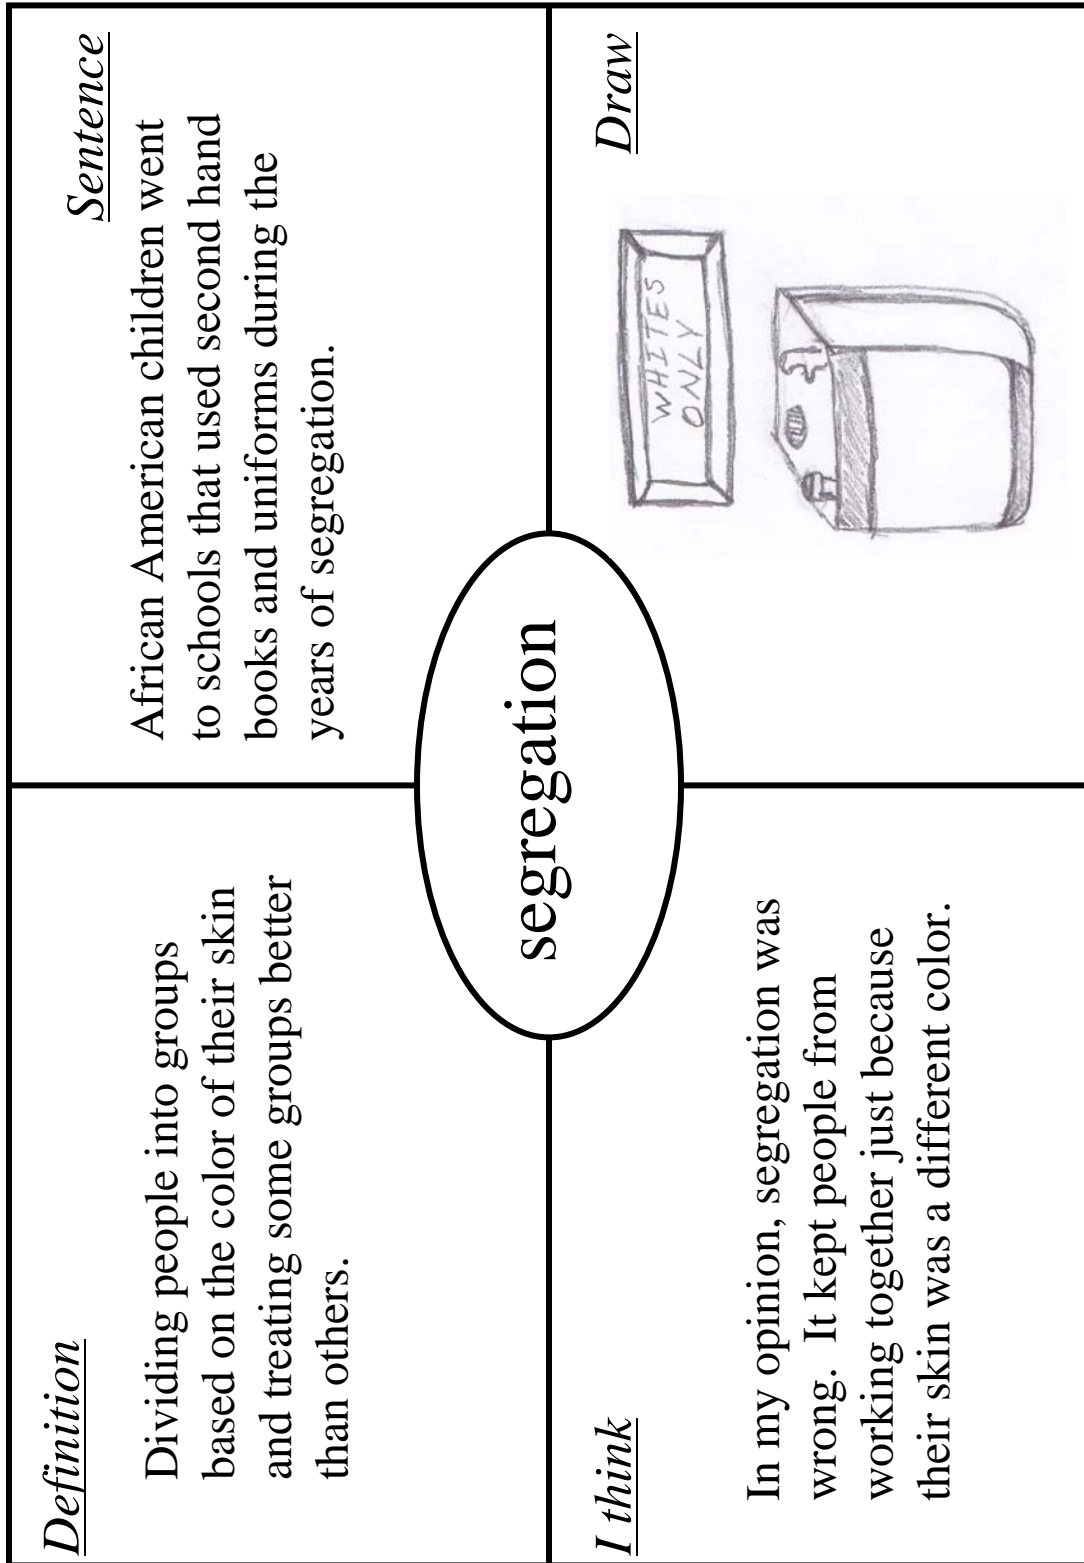 Definition
Dividing people into groups
based on the color of their skin
and treating some groups better
than others.
Sentence
African American children went
to schools that used second hand
books and uniforms during the
years of segregation.
segregation
I think
In my opinion, segregation was
wrong.  It kept people from
working together just because
their skin was a different color.
Draw
WHITES
ONLY